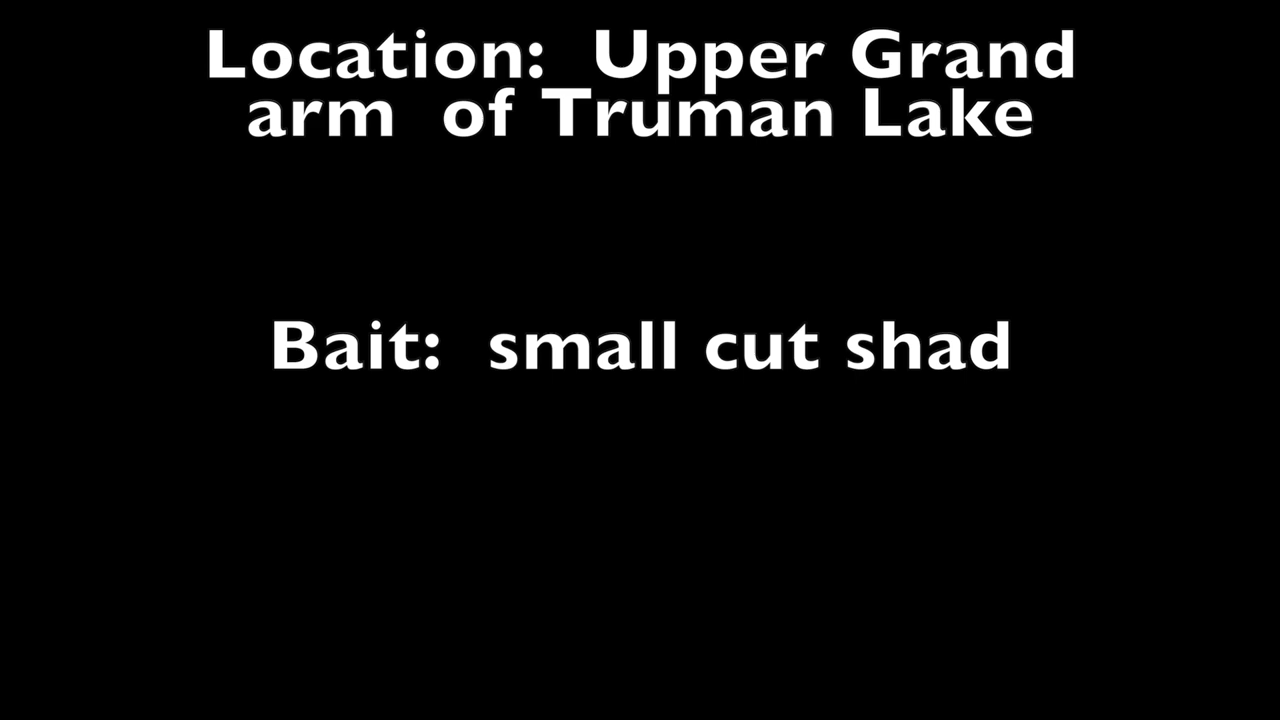 Location:  Upper Grand
arm  of Truman Lake
Bait:  small cut shad